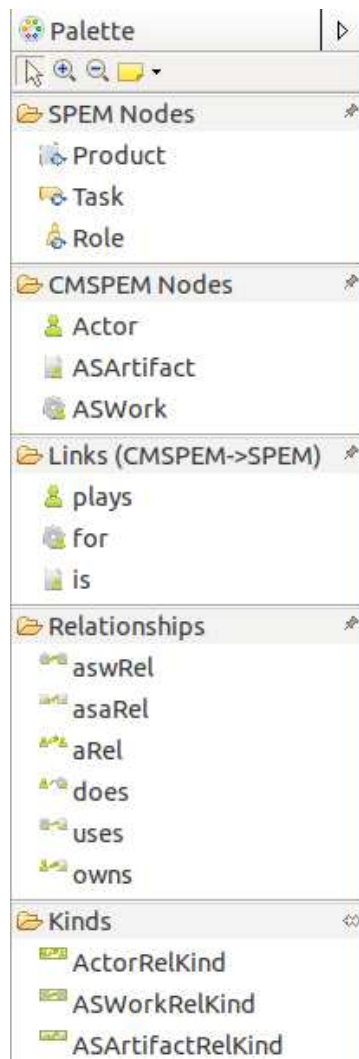 Palette
SPEM Nodes
Product
Task
Role
CMSPEM Nodes
Actor
ASArtifact
ASWork
Links (CMSPEM->SPEM)
plays
for
is
Relationships
aswRel
asaRel
aRel
does
uses
owns
Kinds
ActorRelKind
ASWorkRelKind
ASArtifactRelKind